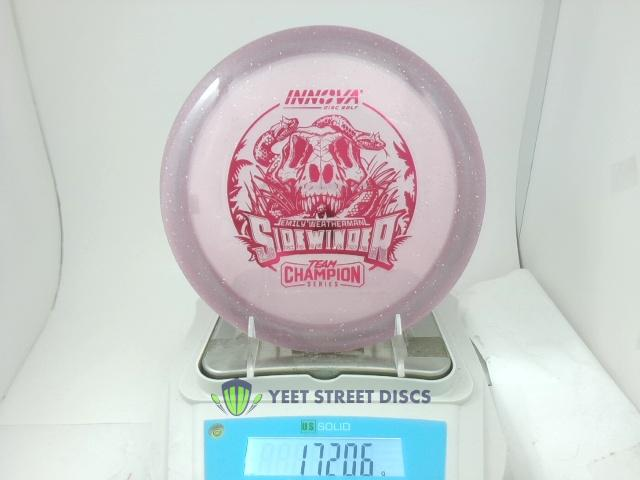 INNOVA
DISC GOLF
EMILY WEATHERMAN
SIDEWINDER
TEAM
CHAMPION
SERIES
YEET STREET DISCS
US SOLID
172.06 g